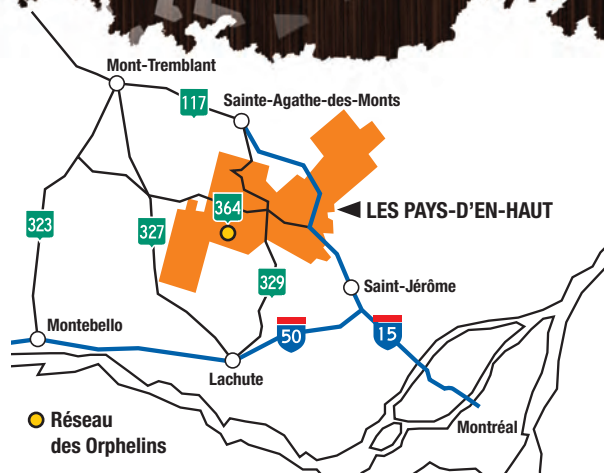 Mont-Tremblant
117
Sainte-Agathe-des-Monts
364
◄ LES PAYS-D'EN-HAUT
323
327
329
Saint-Jérôme
Montebello
50
15
Lachute
Réseau
des Orphelins
Montréal